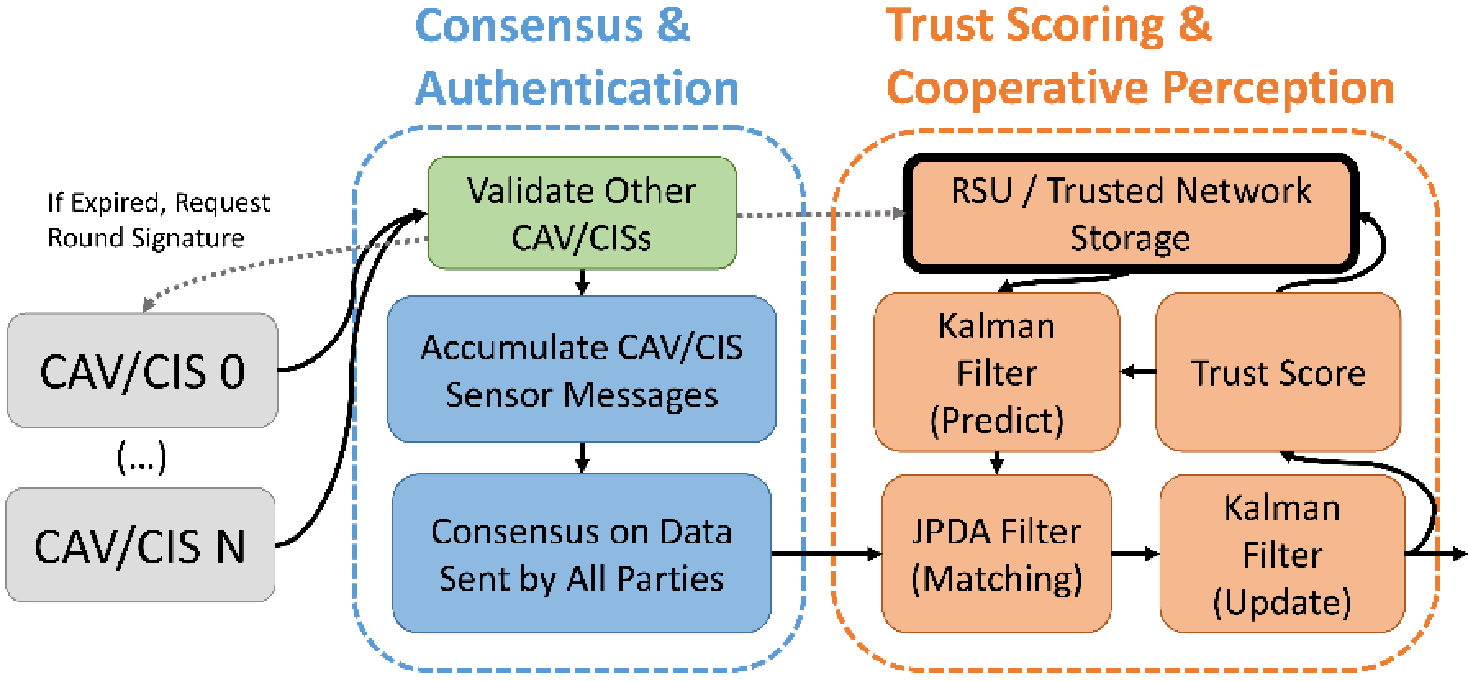 Consensus &
Authentication
Trust Scoring &
Cooperative Perception
If Expired, Request
Round Signature
CAV/CIS 0
(...)
CAV/CIS N
Validate Other
CAV/CISs
Accumulate CAV/CIS
Sensor Messages
Consensus on Data
Sent by All Parties
RSU / Trusted Network
Storage
Kalman
Filter
(Predict)
Trust Score
JPDA Filter
(Matching)
Kalman
Filter
(Update)